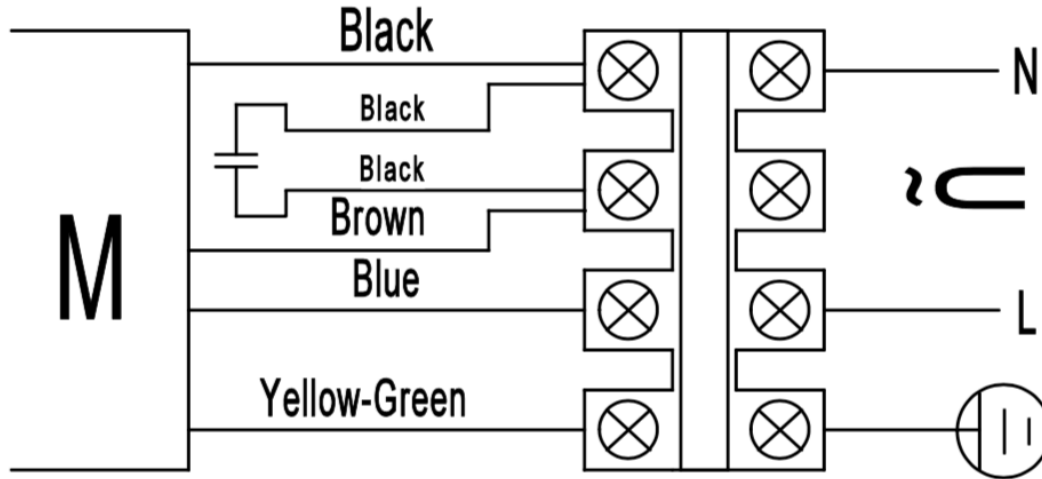 Black
N
Black
Black
Brown
U~
M
Blue
L
Yellow-Green